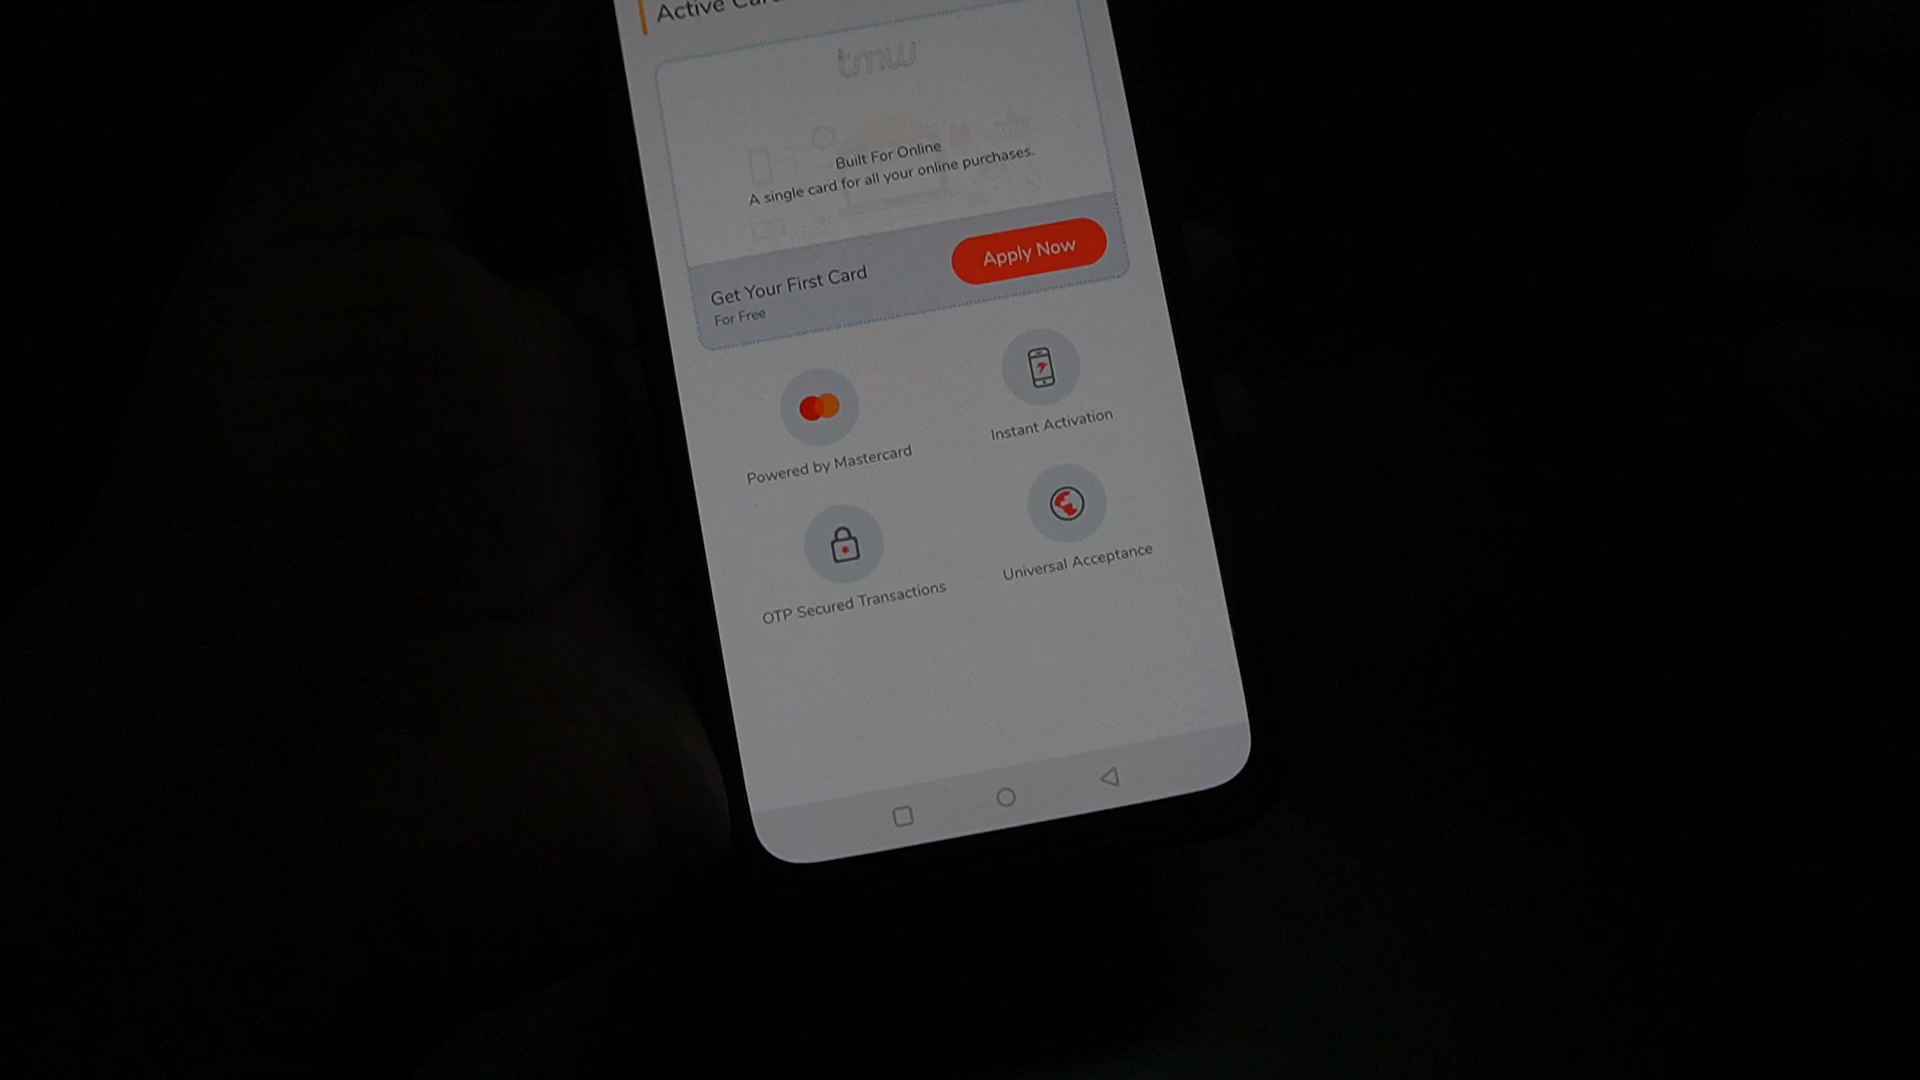 Active
tmw
Built For Online
A single card for all your online purchases.
Get Your First Card
For Free
Apply Now
Powered by Mastercard
Instant Activation
OTP Secured Transactions
Universal Acceptance